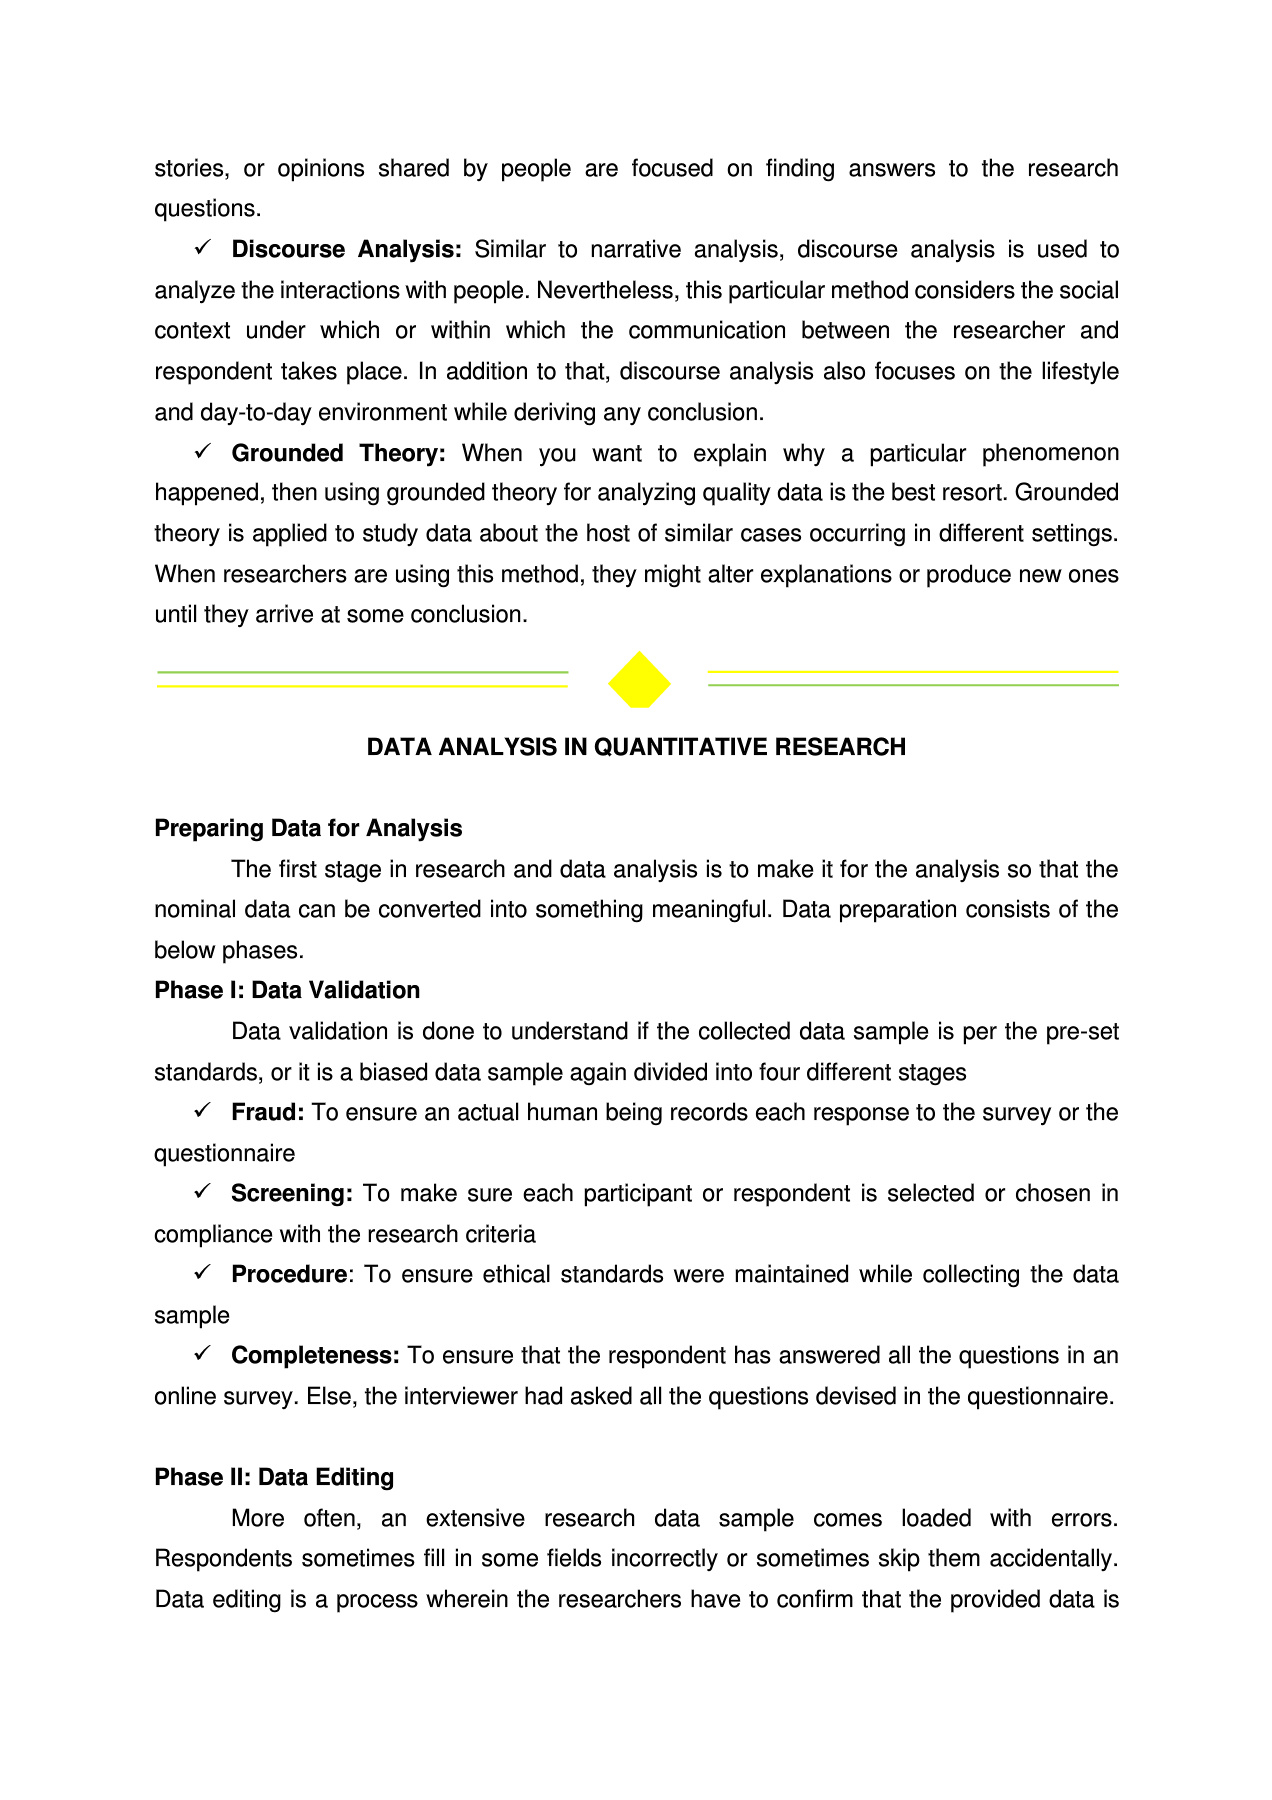 stories, or opinions shared by people are focused on finding answers to the research
questions.
✓ Discourse Analysis: Similar to narrative analysis, discourse analysis is used to
analyze the interactions with people. Nevertheless, this particular method considers the social
context under which or within which the communication between the researcher and
respondent takes place. In addition to that, discourse analysis also focuses on the lifestyle
and day-to-day environment while deriving any conclusion.
✓ Grounded Theory: When you want to explain why a particular phenomenon
happened, then using grounded theory for analyzing quality data is the best resort. Grounded
theory is applied to study data about the host of similar cases occurring in different settings.
When researchers are using this method, they might alter explanations or produce new ones
until they arrive at some conclusion.
DATA ANALYSIS IN QUANTITATIVE RESEARCH
Preparing Data for Analysis
The first stage in research and data analysis is to make it for the analysis so that the
nominal data can be converted into something meaningful. Data preparation consists of the
below phases.
Phase I: Data Validation
Data validation is done to understand if the collected data sample is per the pre-set
standards, or it is a biased data sample again divided into four different stages
✓ Fraud: To ensure an actual human being records each response to the survey or the
questionnaire
✓ Screening: To make sure each participant or respondent is selected or chosen in
compliance with the research criteria
✓ Procedure: To ensure ethical standards were maintained while collecting the data
sample
✓ Completeness: To ensure that the respondent has answered all the questions in an
online survey. Else, the interviewer had asked all the questions devised in the questionnaire.
Phase II: Data Editing
More often, an extensive research data sample comes loaded with errors.
Respondents sometimes fill in some fields incorrectly or sometimes skip them accidentally.
Data editing is a process wherein the researchers have to confirm that the provided data is